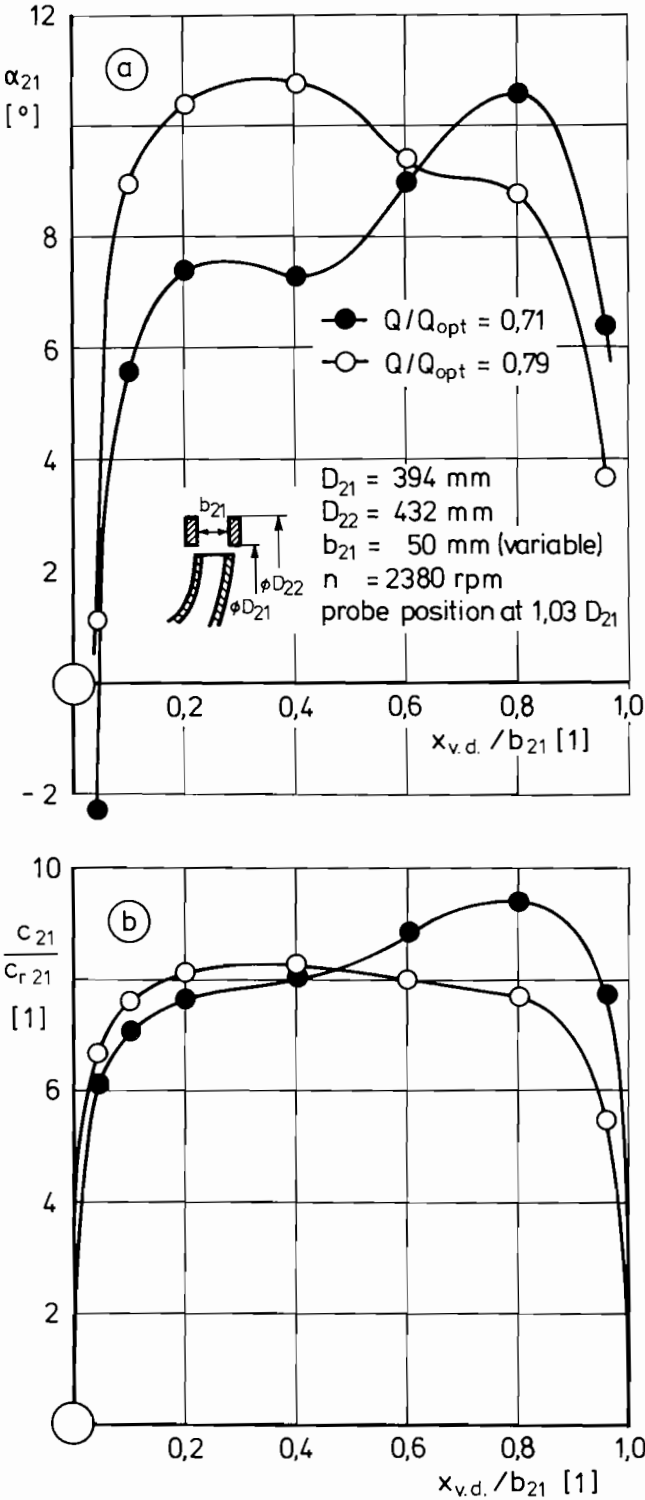 12
α21
[°]
a
8
Q/Qopt = 0,71
6
Q/Qopt = 0,79
4
D21 = 394 mm
b21
D22 = 432 mm
b21 = 50 mm (variable)
2
n = 2380 rpm
ϕD22
ϕD21
probe position at 1,03 D21
0,2 0,4 0,6 0,8 1,0
xv.d./b21 [1]
-2
10
b
c21
cr 21
[1]
6
4
2
0,2 0,4 0,6 0,8 1,0
xv.d./b21 [1]